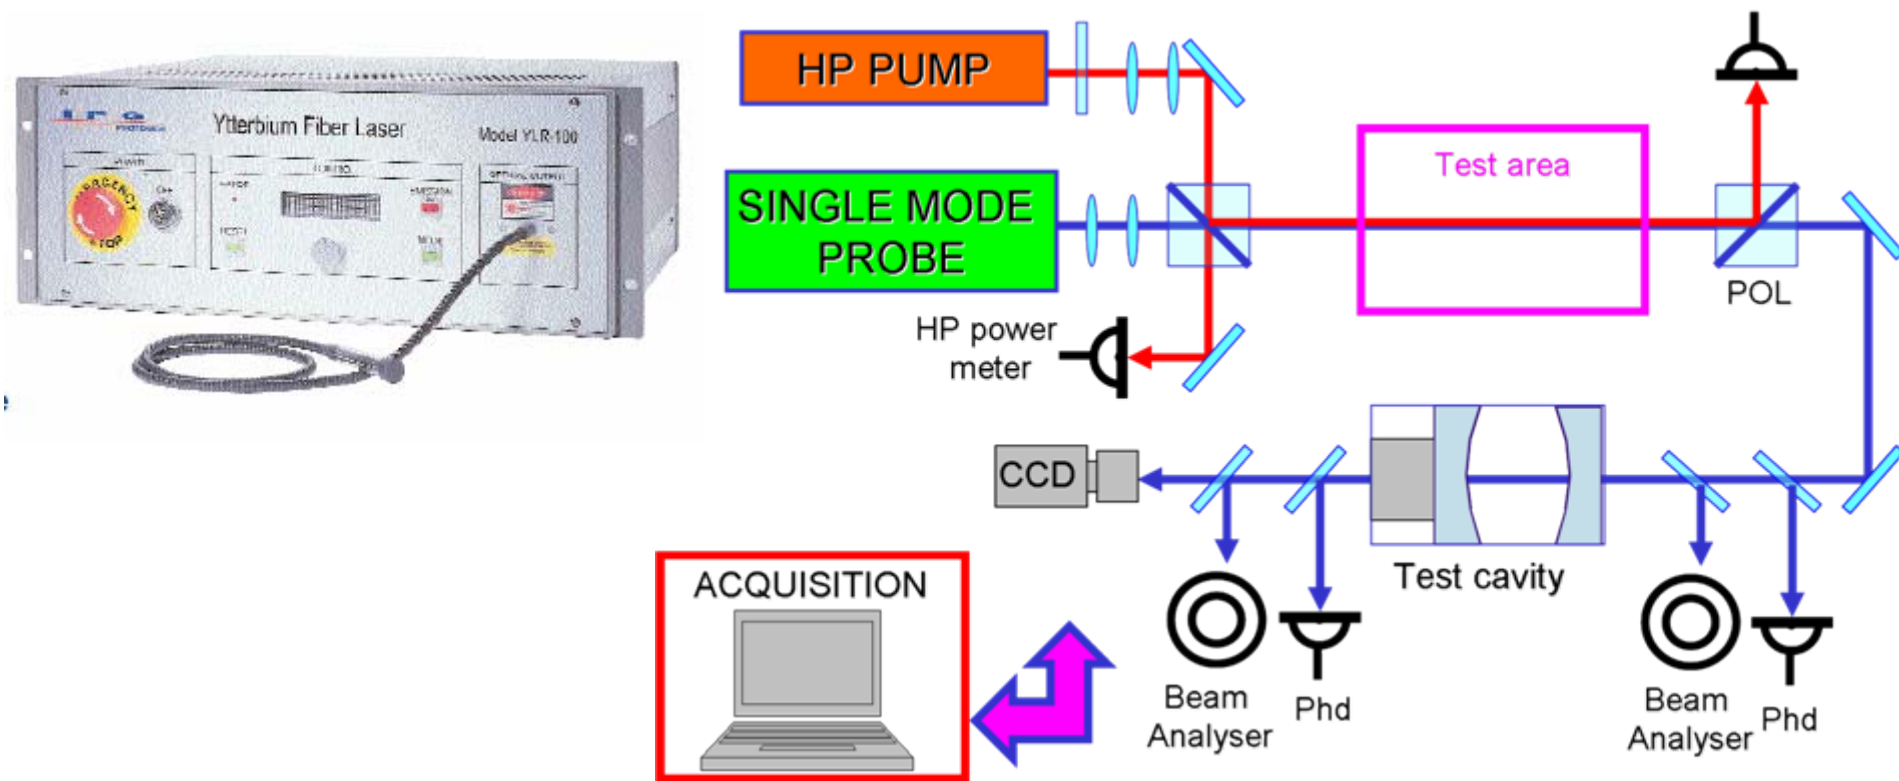 Ytterbium Fiber Laser
Model YLR-100
HP PUMP
SINGLE MODE
PROBE
Test area
POL
HP power
meter
CCD
Test cavity
ACQUISITION
Beam
Analyser
Phd
Beam
Analyser
Phd